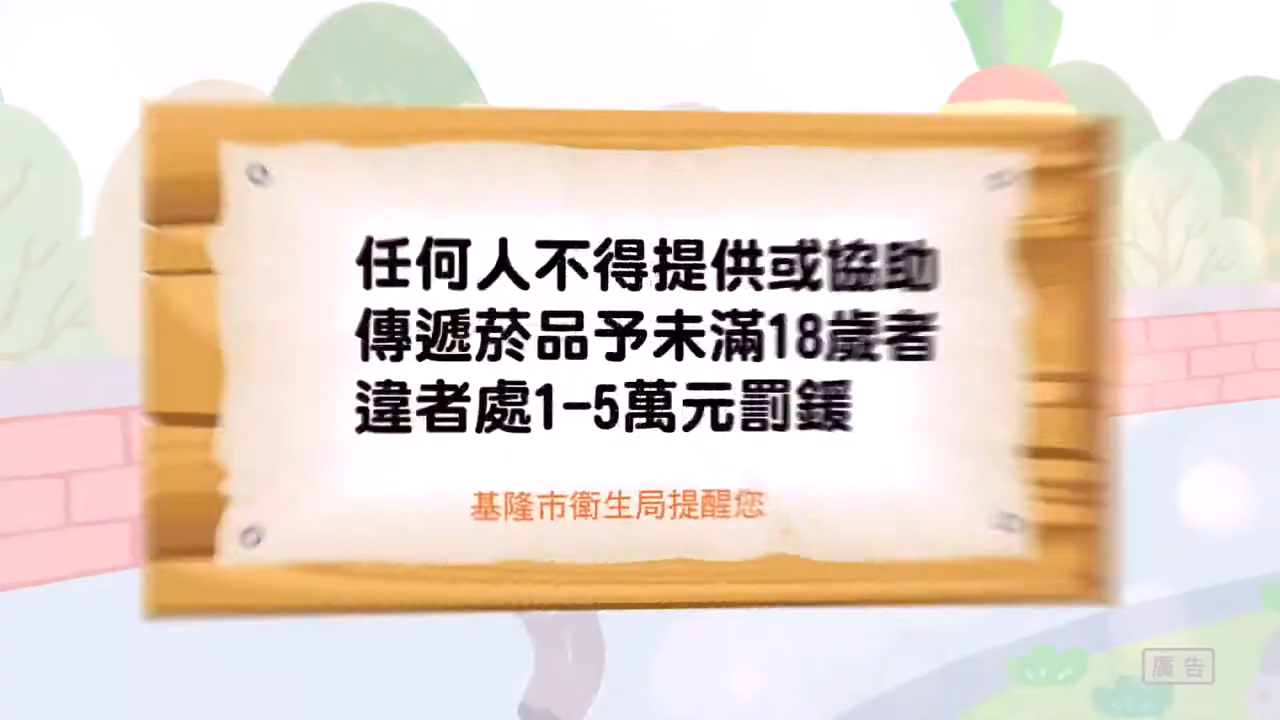 任何人不得提供或協助
傳遞菸品予未滿18歲者
違者處1-5萬元罰鍰
基隆市衛生局提醒您
廣告